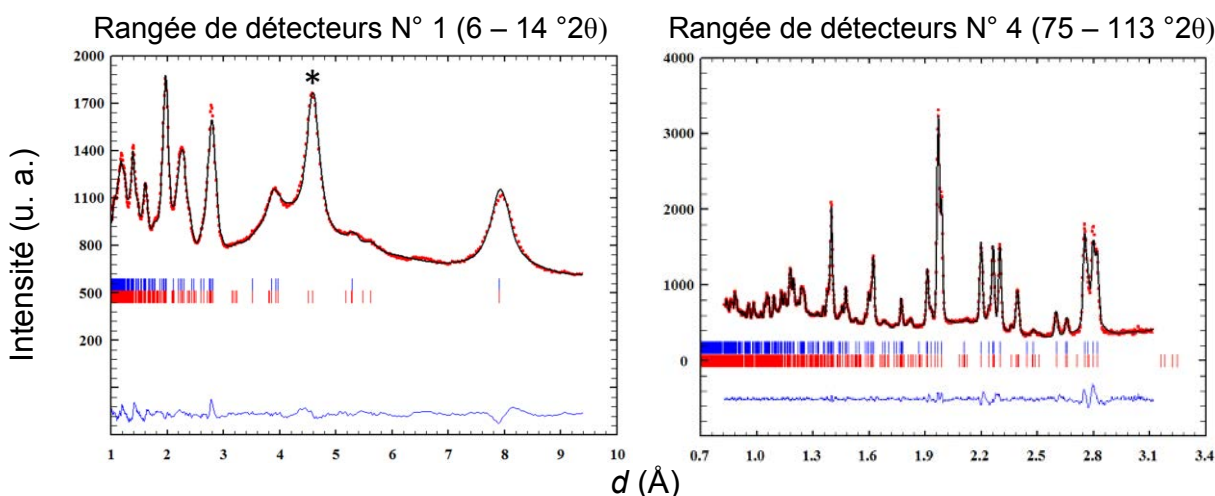 Rangée de détecteurs N° 1 (6 – 14 °2θ)
Rangée de détecteurs N° 4 (75 – 113 °2θ)
Intensité (u. a.)
2000
1700
1400
1100
800
500
200
*
1 2 3 4 5 6 7 8 9 10
4000
3000
2000
1000
0
0.7 1.0 1.3 1.6 1.9 2.2 2.5 2.8 3.1 3.4
d (Å)